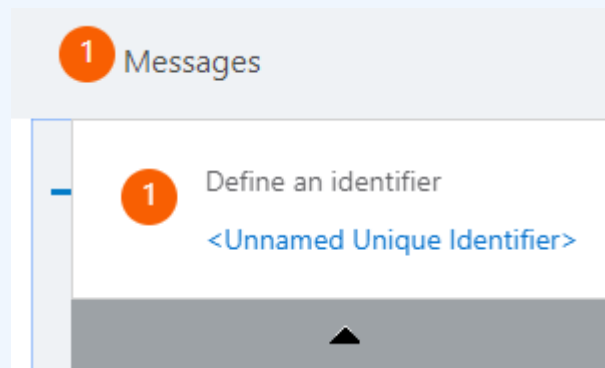 1 Messages
1 Define an identifier
<Unnamed Unique Identifier>